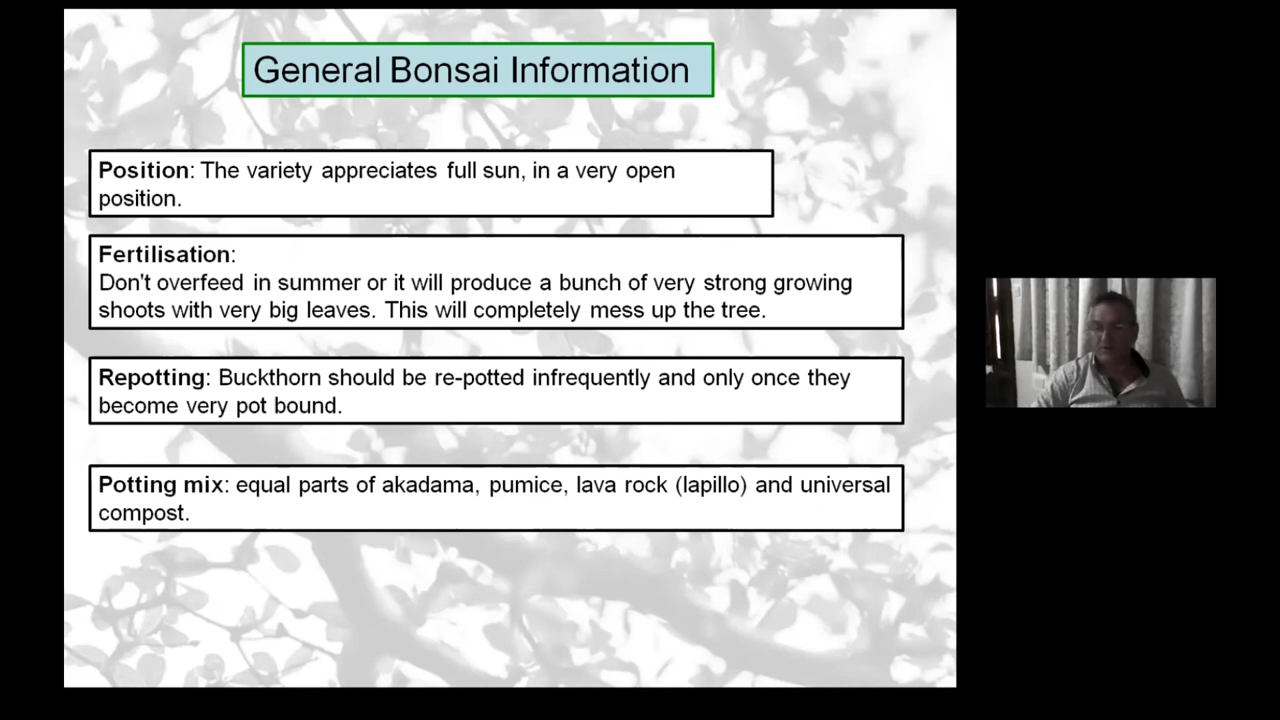 General Bonsai Information
Position: The variety appreciates full sun, in a very open
position.
Fertilisation:
Don't overfeed in summer or it will produce a bunch of very strong growing
shoots with very big leaves. This will completely mess up the tree.
Repotting: Buckthorn should be re-potted infrequently and only once they
become very pot bound.
Potting mix: equal parts of akadama, pumice, lava rock (lapillo) and universal
compost.